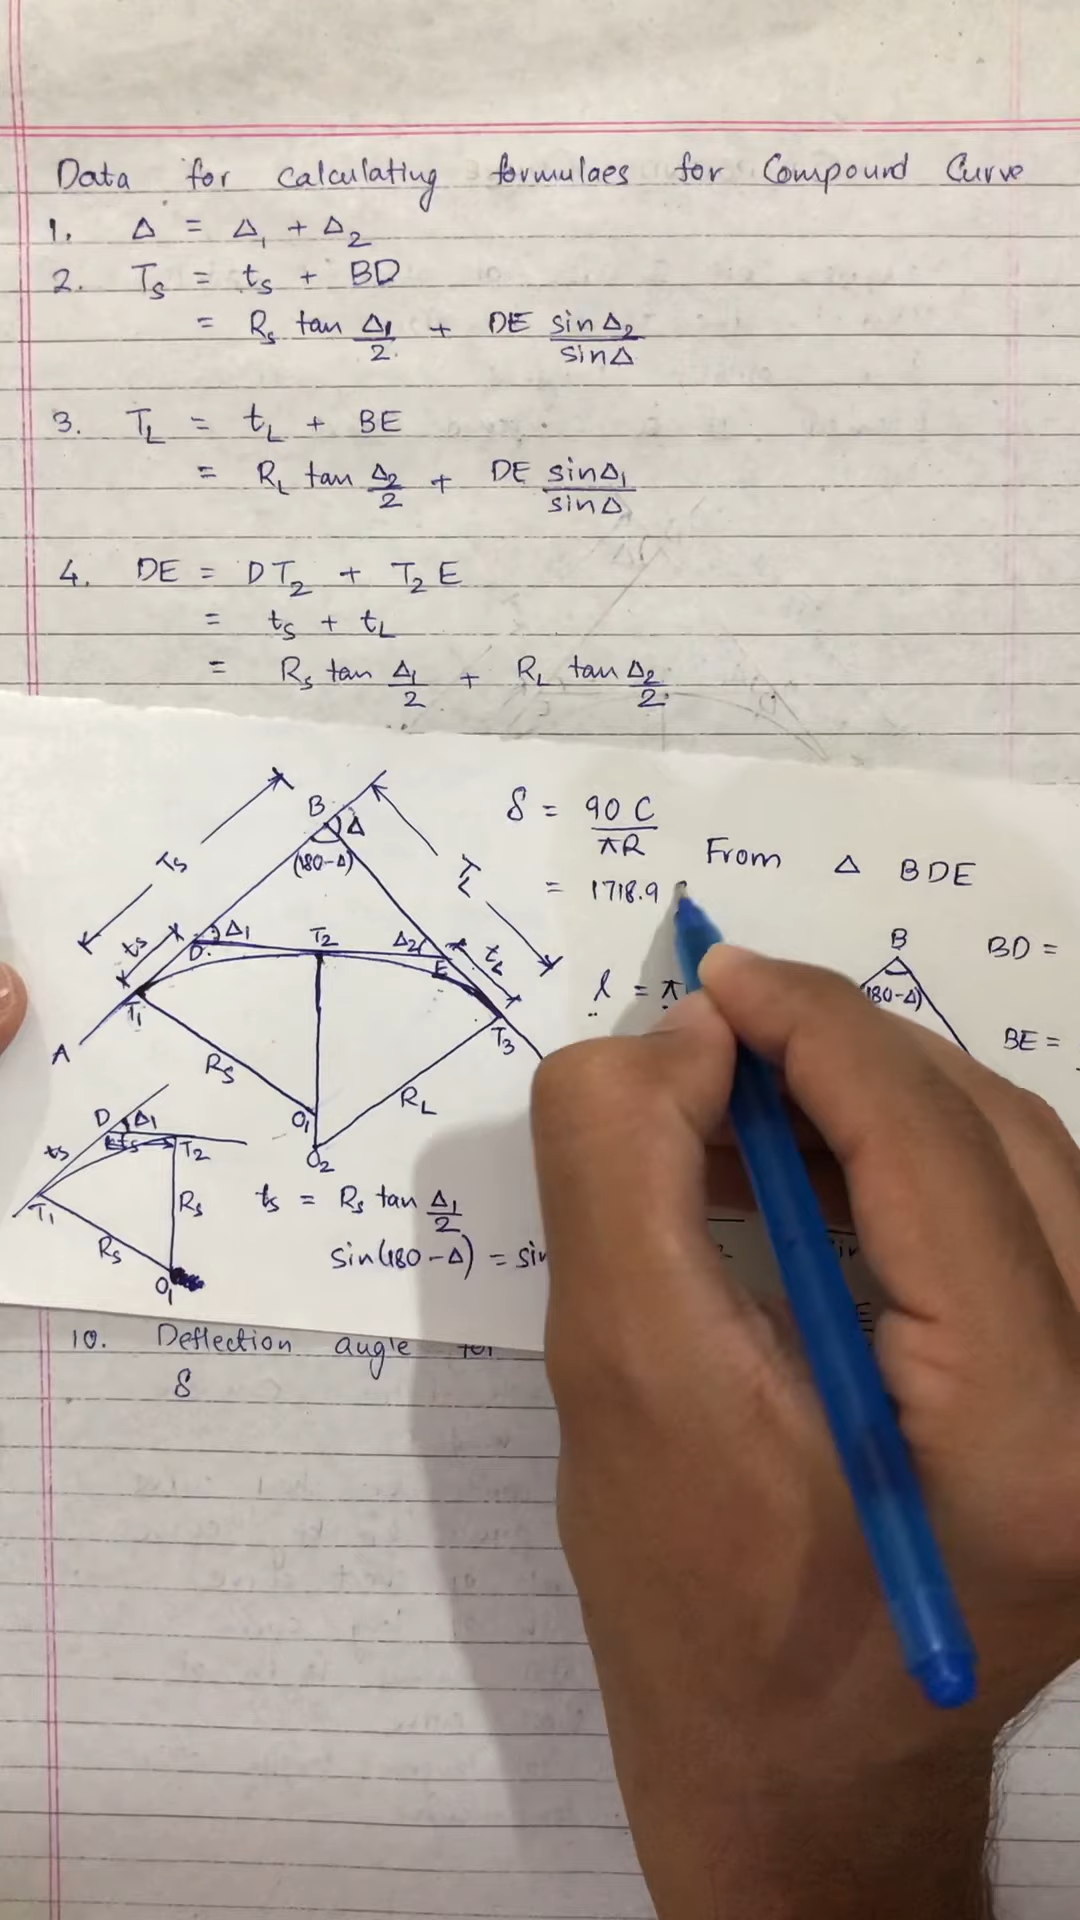 Data for calculating formulaes for Compound Curve
1. Δ = Δ₁ + Δ₂
2. Ts = ts + BD
= Rs tan Δ₁/2 + DE sinΔ₂/sinΔ
3. TL = tL + BE
= RL tan Δ₂/2 + DE sinΔ₁/sinΔ
4. DE = DT₂ + T₂E
= ts + tL
= Rs tan Δ₁/2 + RL tan Δ₂/2
B Δ
(180-Δ)
Ts
TL
ts
D Δ₁ T₂ Δ₂ E
tL
T₁
T₃
A
Rs
RL
O₁
O₂
δ = 90 C/πR
= 1718.9
l = π
From Δ BDE
B
(180-Δ)
BD =
BE =
D Δ₁
ts
ts
T₂
T₁
Rs
Rs
O₁
ts = Rs tan Δ₁/2
sin(180-Δ) = sin
10. Deflection angle for
δ